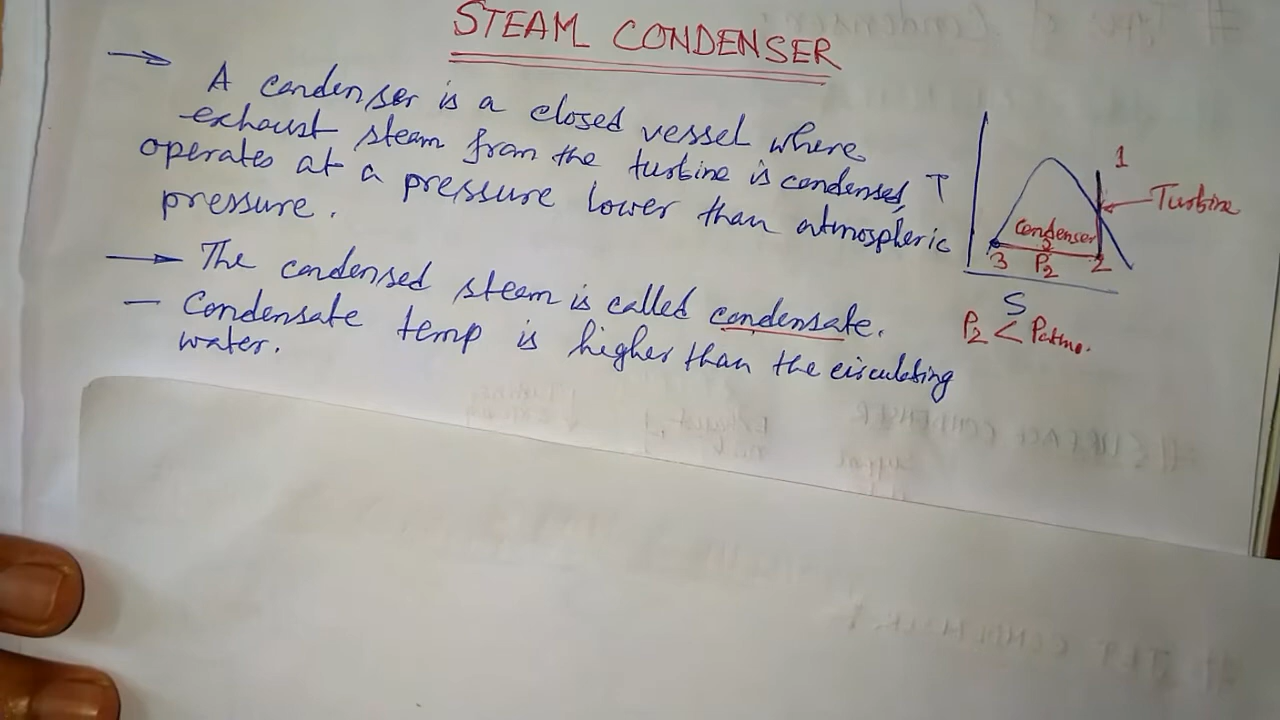 STEAM CONDENSER
A condenser is a closed vessel where
exhaust steam from the turbine is condensed,
operates at a pressure lower than atmospheric
pressure.
The condensed steam is called condensate.
— Condensate temp is higher than the circulating
water.
T
1
Turbine
Condenser
3
P2
2
S
P2 < Patmo.